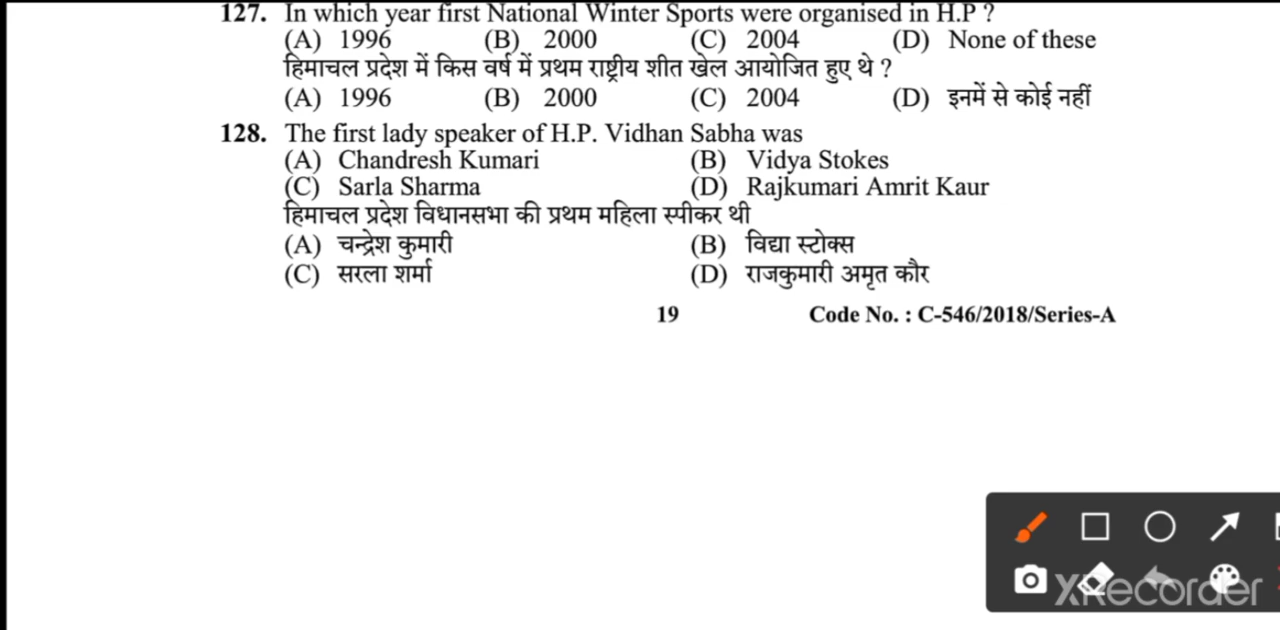 127. In which year first National Winter Sports were organised in H.P ?
(A) 1996 (B) 2000 (C) 2004 (D) None of these
हिमाचल प्रदेश में किस वर्ष में प्रथम राष्ट्रीय शीत खेल आयोजित हुए थे ?
(A) 1996 (B) 2000 (C) 2004 (D) इनमें से कोई नहीं
128. The first lady speaker of H.P. Vidhan Sabha was
(A) Chandresh Kumari (B) Vidya Stokes
(C) Sarla Sharma (D) Rajkumari Amrit Kaur
हिमाचल प्रदेश विधानसभा की प्रथम महिला स्पीकर थी
(A) चन्द्रेश कुमारी (B) विद्या स्टोक्स
(C) सरला शर्मा (D) राजकुमारी अमृत कौर
19 Code No. : C-546/2018/Series-A
XRecorder